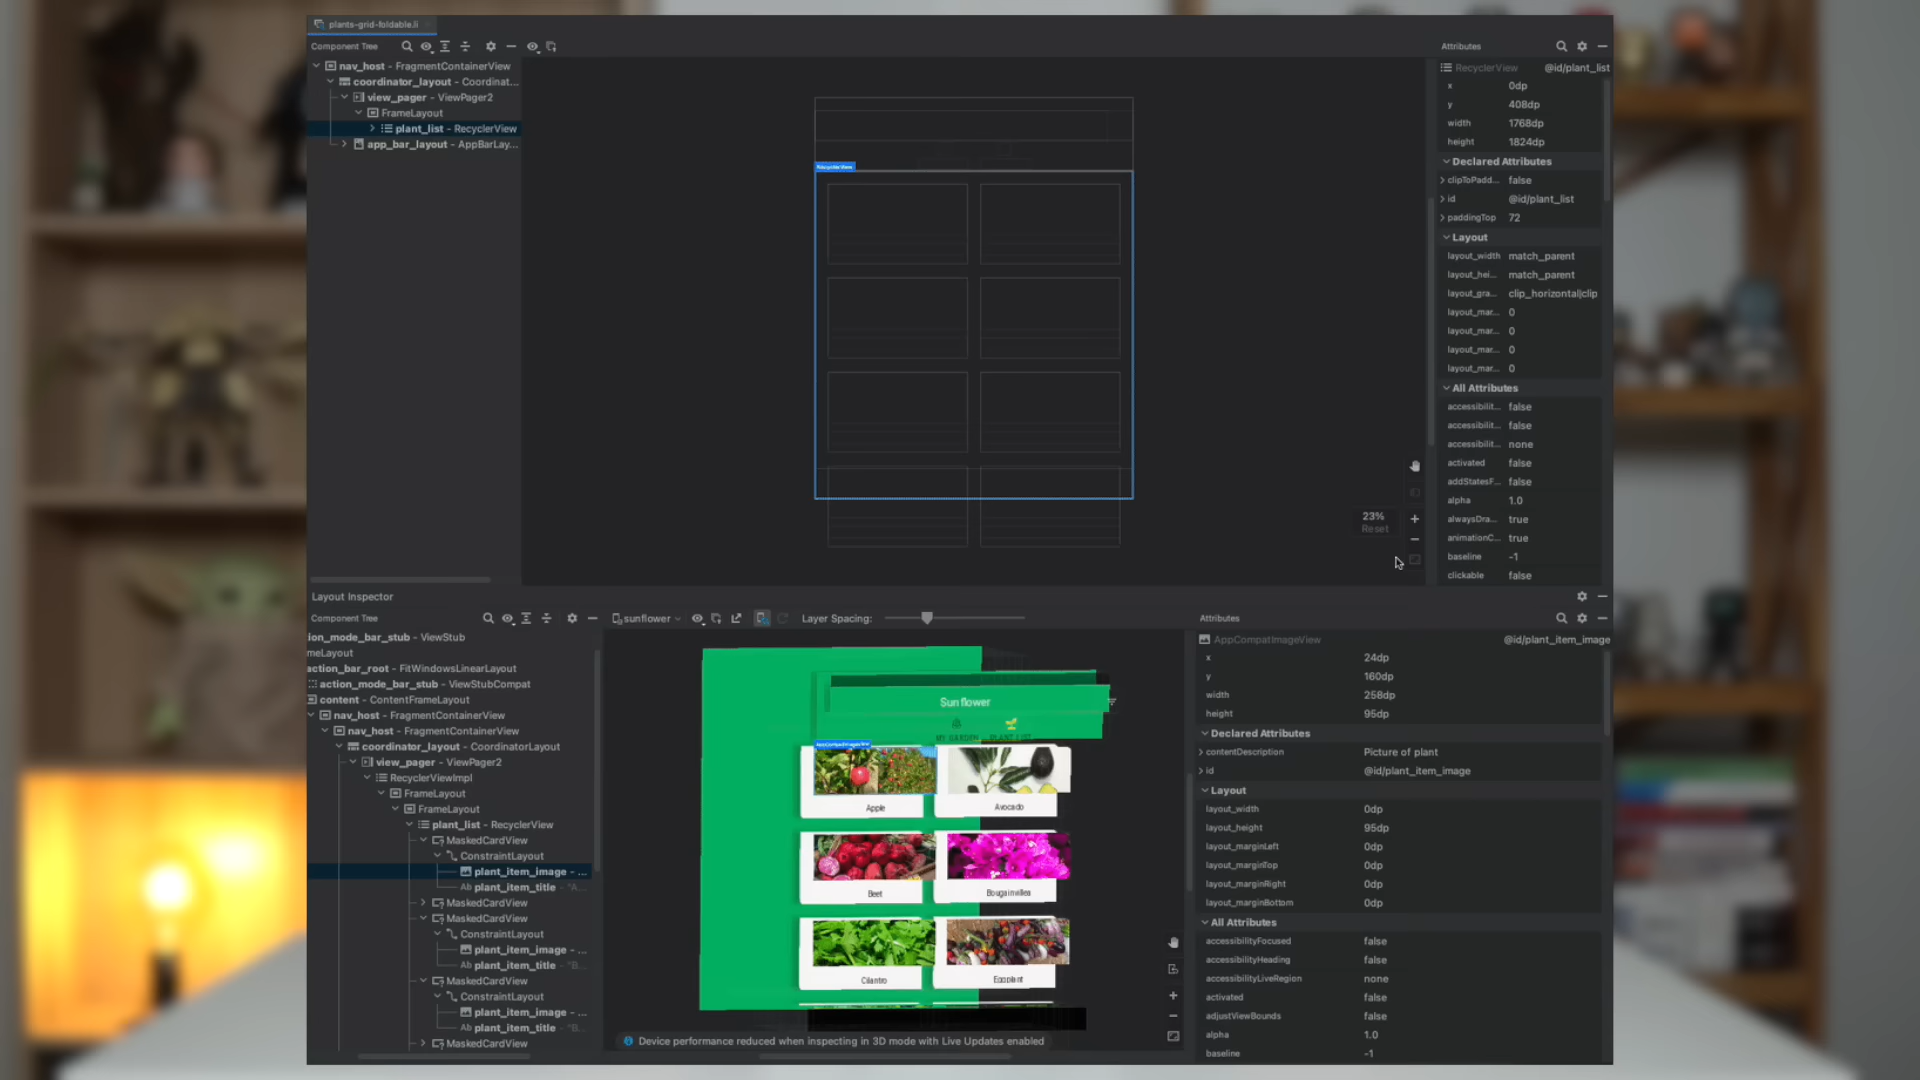 plants-grid-foldable.li
Component Tree
nav_host - FragmentContainerView
coordinator_layout - Coordinat...
view_pager - ViewPager2
FrameLayout
plant_list - RecyclerView
app_bar_layout - AppBarLay...
23%
Reset
Attributes
RecyclerView @id/plant_list
x 0dp
y 408dp
width 1768dp
height 1824dp
Declared Attributes
clipToPadd... false
id @id/plant_list
paddingTop 72
Layout
layout_width match_parent
layout_hei... match_parent
layout_gra... clip_horizontal|clip
layout_mar... 0
layout_mar... 0
layout_mar... 0
layout_mar... 0
All Attributes
accessibilit... false
accessibilit... false
accessibilit... none
activated false
addStatesF... false
alpha 1.0
alwaysDra... true
animationC... true
baseline -1
clickable false
Layout Inspector
Component Tree
ion_mode_bar_stub - ViewStub
meLayout
action_bar_root - FitWindowsLinearLayout
action_mode_bar_stub - ViewStubCompat
content - ContentFrameLayout
nav_host - FragmentContainerView
nav_host - FragmentContainerView
coordinator_layout - CoordinatorLayout
view_pager - ViewPager2
RecyclerViewImpl
FrameLayout
FrameLayout
plant_list - RecyclerView
MaskedCardView
ConstraintLayout
plant_item_image - ...
Ab plant_item_title - "A...
MaskedCardView
MaskedCardView
ConstraintLayout
plant_item_image - ...
Ab plant_item_title - "B...
MaskedCardView
ConstraintLayout
plant_item_image - ...
Ab plant_item_title - "B...
MaskedCardView
sunflower
Layer Spacing:
Sunflower
MY GARDEN PLANT LIST
AppCompatImageView
Apple
Avocado
Beet
Bougainvillea
Cilantro
Eggplant
Device performance reduced when inspecting in 3D mode with Live Updates enabled
Attributes
AppCompatImageView @id/plant_item_image
x 24dp
y 160dp
width 258dp
height 95dp
Declared Attributes
contentDescription Picture of plant
id @id/plant_item_image
Layout
layout_width 0dp
layout_height 95dp
layout_marginLeft 0dp
layout_marginTop 0dp
layout_marginRight 0dp
layout_marginBottom 0dp
All Attributes
accessibilityFocused false
accessibilityHeading false
accessibilityLiveRegion none
activated false
adjustViewBounds false
alpha 1.0
baseline -1